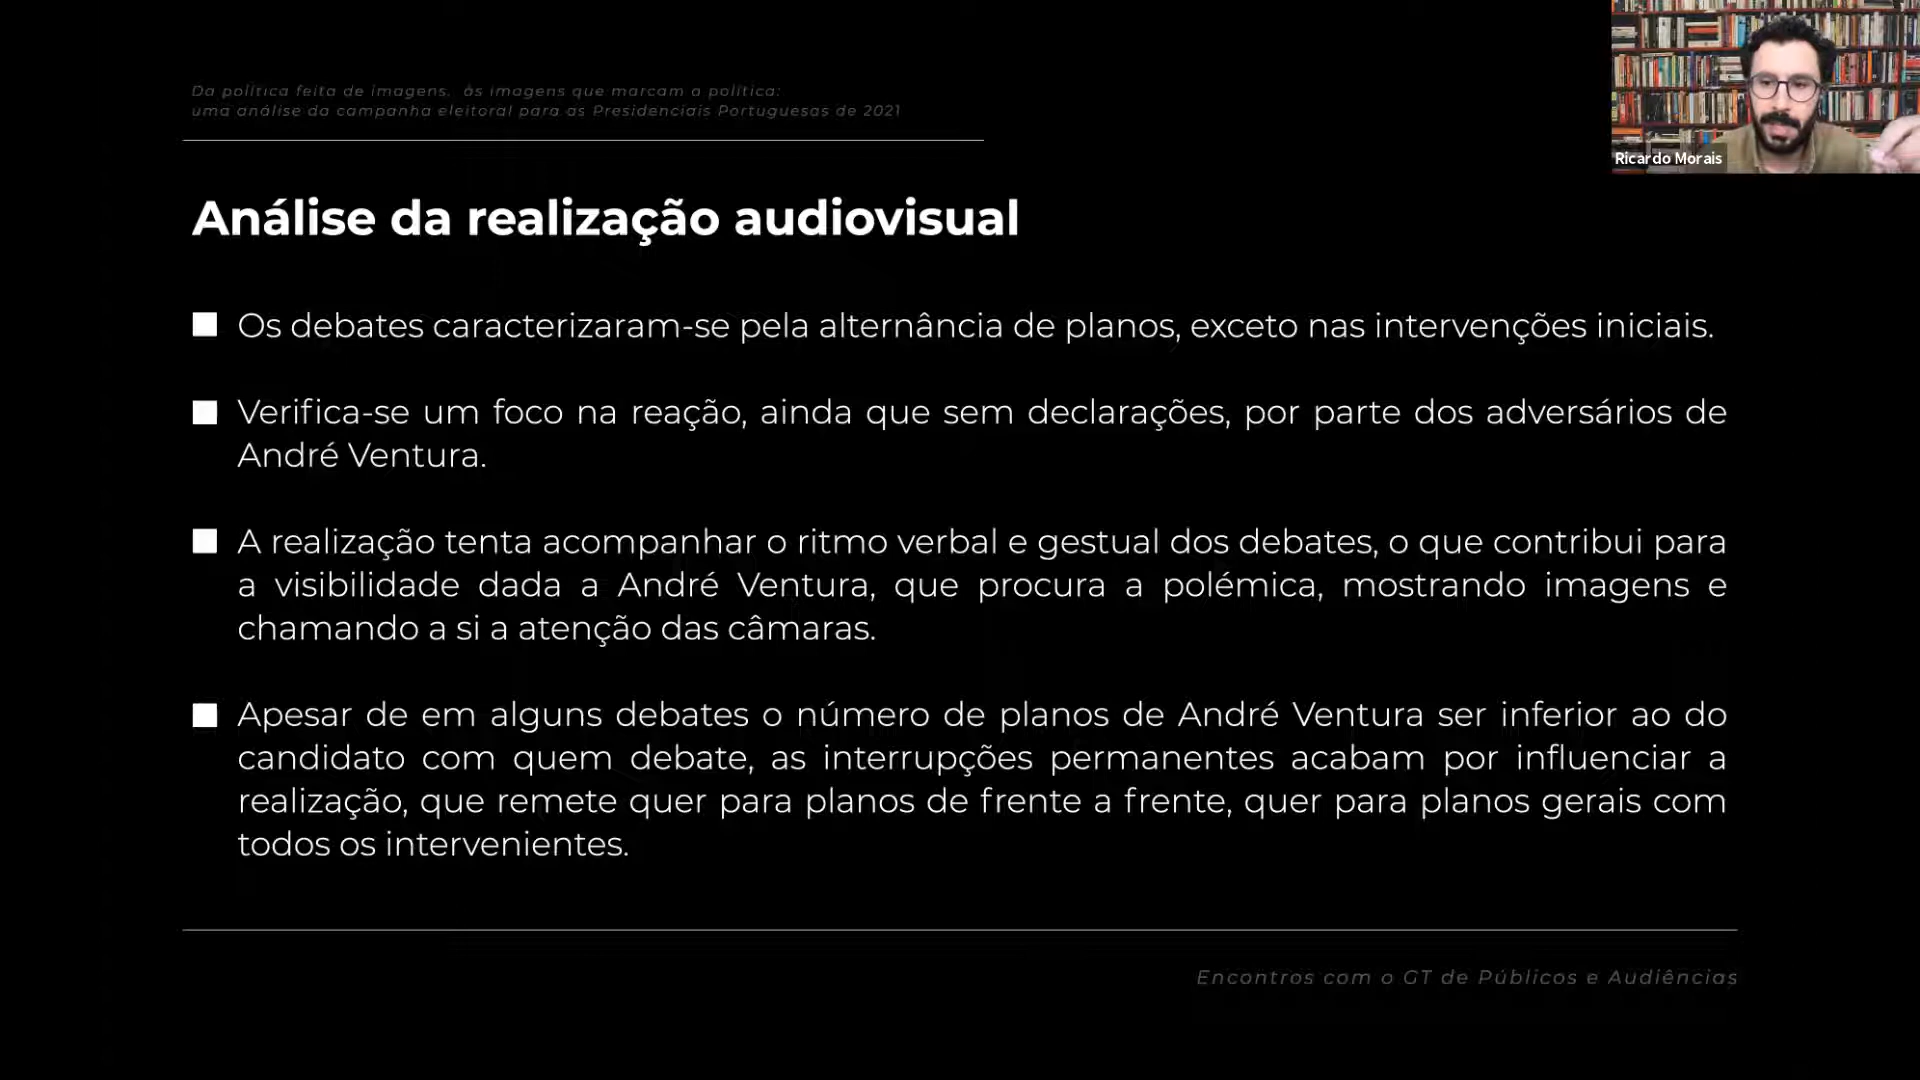 Da política feita de imagens, às imagens que marcam a política:
uma análise da campanha eleitoral para as Presidenciais Portuguesas de 2021
Ricardo Morais
Análise da realização audiovisual
Os debates caracterizaram-se pela alternância de planos, exceto nas intervenções iniciais.
Verifica-se um foco na reação, ainda que sem declarações, por parte dos adversários de
André Ventura.
A realização tenta acompanhar o ritmo verbal e gestual dos debates, o que contribui para
a visibilidade dada a André Ventura, que procura a polémica, mostrando imagens e
chamando a si a atenção das câmaras.
Apesar de em alguns debates o número de planos de André Ventura ser inferior ao do
candidato com quem debate, as interrupções permanentes acabam por influenciar a
realização, que remete quer para planos de frente a frente, quer para planos gerais com
todos os intervenientes.
Encontros com o GT de Públicos e Audiências